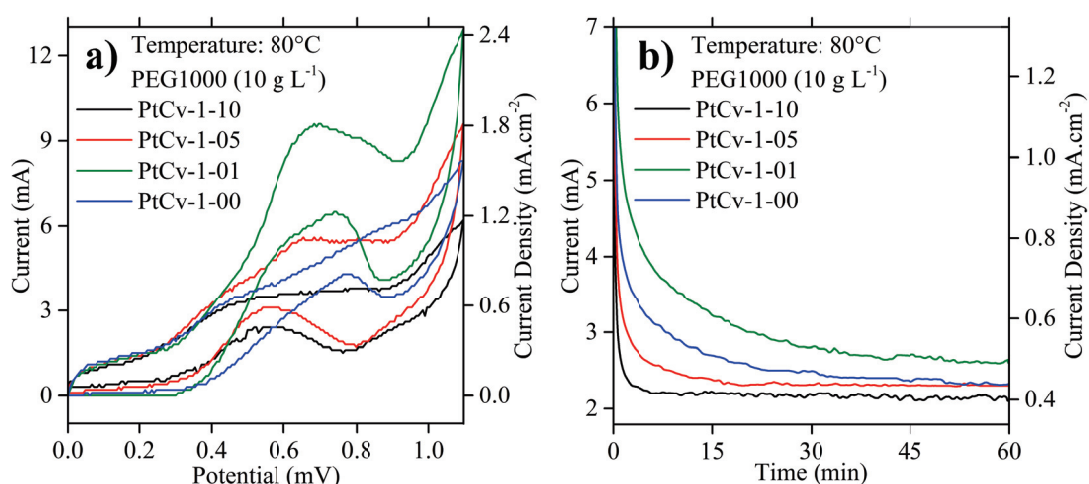 a)
Temperature: 80°C
PEG1000 (10 g L⁻¹)
PtCv-1-10
PtCv-1-05
PtCv-1-01
PtCv-1-00
Current (mA)
12
9
6
3
0
2.4
1.8
1.2
0.6
0.0
Current Density (mA.cm⁻²)
0.0 0.2 0.4 0.6 0.8 1.0
Potential (mV)
b)
Temperature: 80°C
PEG1000 (10 g L⁻¹)
PtCv-1-10
PtCv-1-05
PtCv-1-01
PtCv-1-00
Current (mA)
7
6
5
4
3
2
1.2
1.0
0.8
0.6
0.4
Current Density (mA.cm⁻²)
0 15 30 45 60
Time (min)